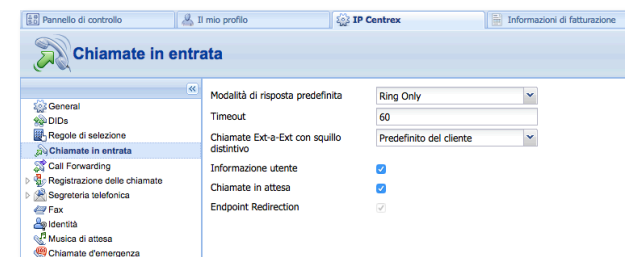 Pannello di controllo
Il mio profilo
IP Centrex
Informazioni di fatturazione
Chiamate in entrata
General
DIDs
Regole di selezione
Chiamate in entrata
Call Forwarding
Registrazione delle chiamate
Segreteria telefonica
Fax
Identità
Musica di attesa
Chiamate d'emergenza
Modalità di risposta predefinita
Ring Only
Timeout
60
Chiamate Ext-a-Ext con squillo
distintivo
Predefinito del cliente
Informazione utente
Chiamate in attesa
Endpoint Redirection